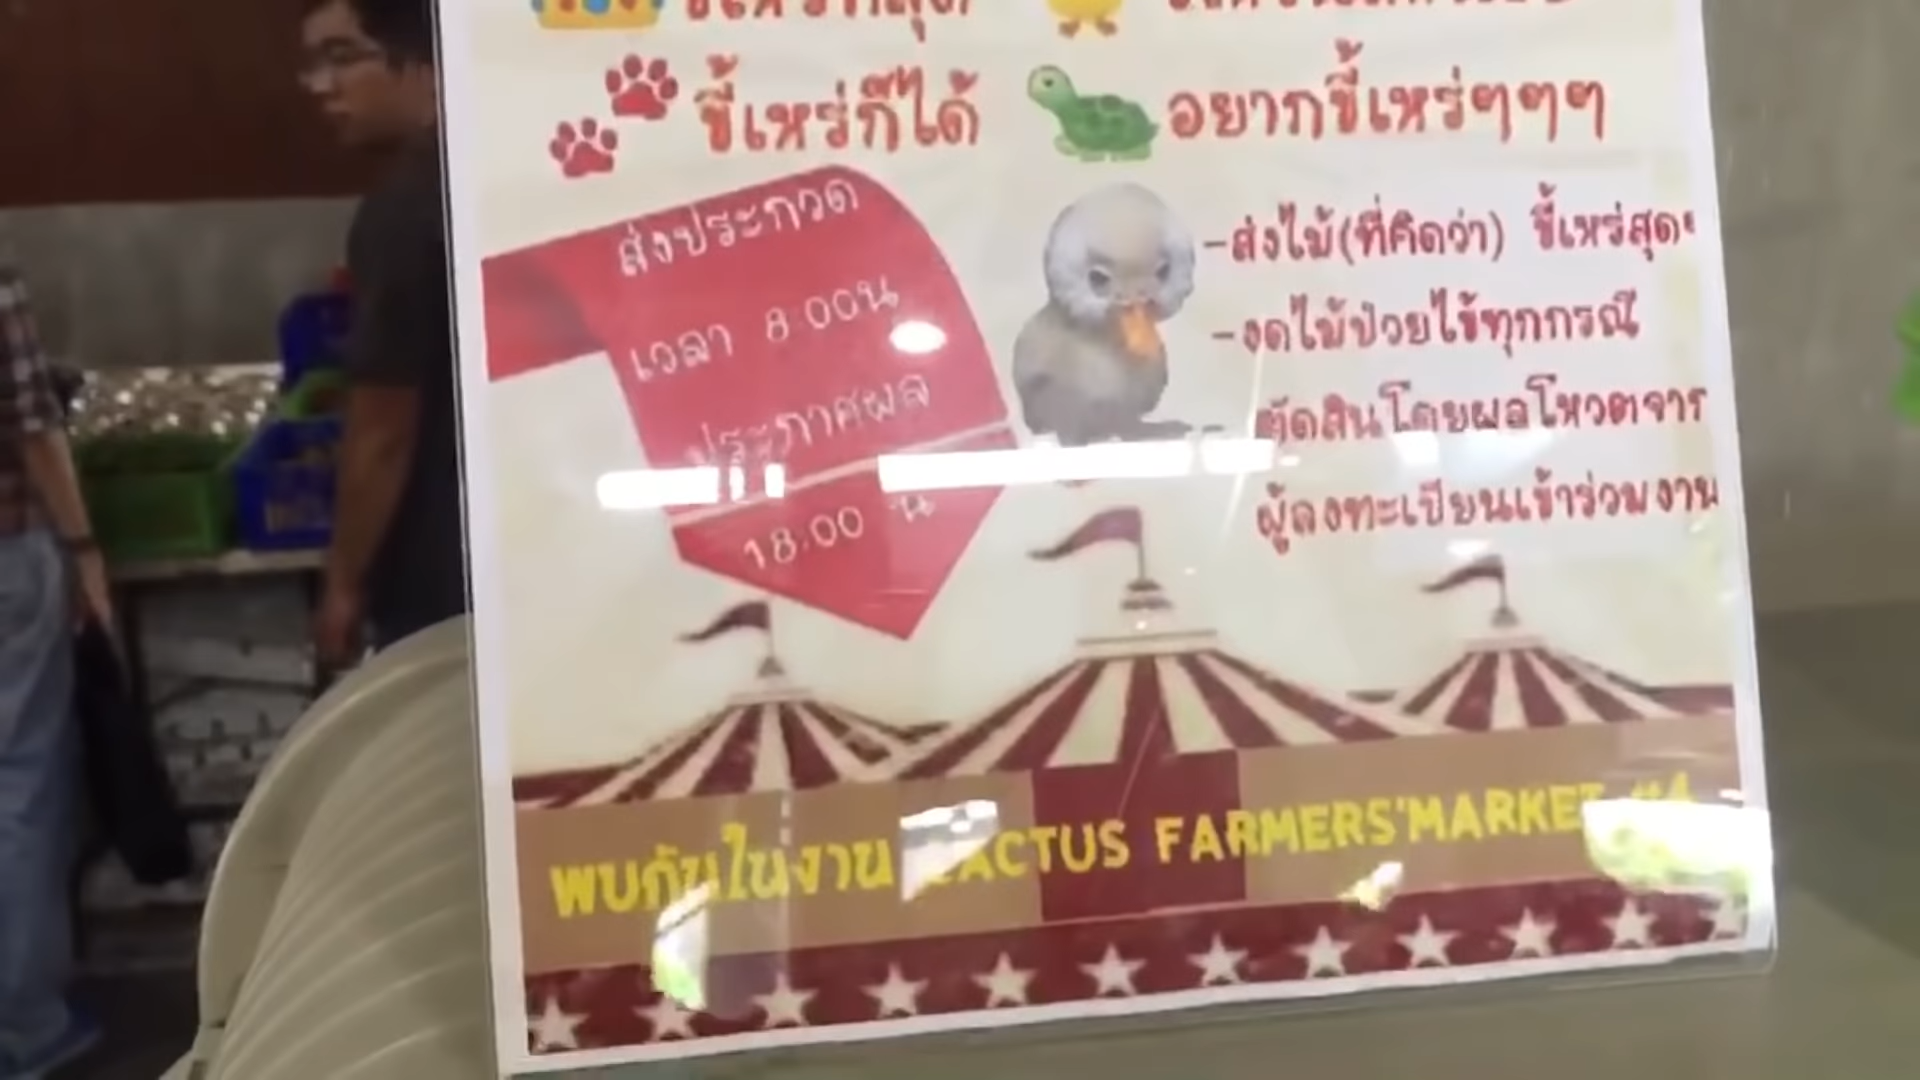 ขี้เหร่ก็ได้
อยากขี้เหร่ๆๆๆ
ส่งประกวด
เวลา 8:00น
ประกาศผล
18:00 น
-ส่งไม้(ที่คิดว่า) ขี้เหร่สุด
-งดไม้ป่วยไข้ทุกกรณี
- ตัดสินโดยผลโหวตจาก
ผู้ลงทะเบียนเข้าร่วมงาน
พบกันในงาน CACTUS FARMERS'MARKET #4